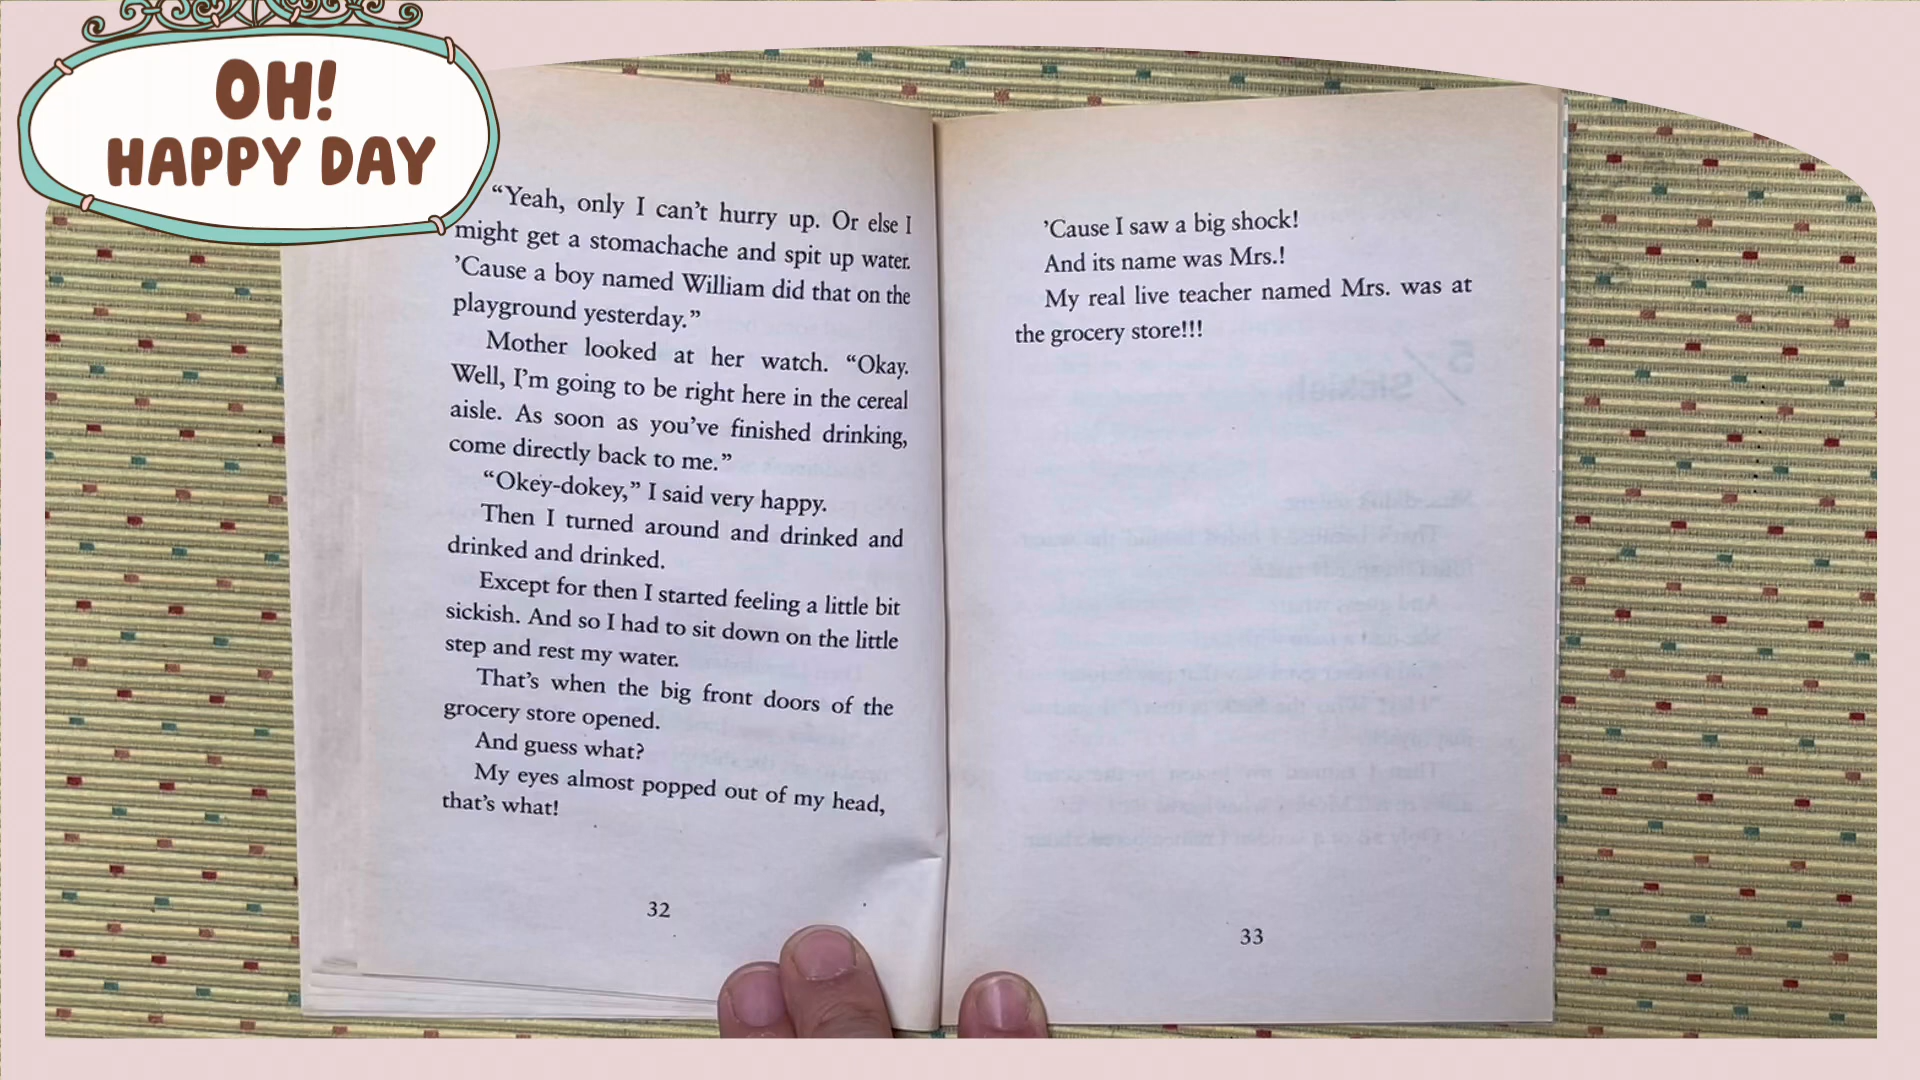 OH!
HAPPY DAY
“Yeah, only I can’t hurry up. Or else I
might get a stomachache and spit up water.
’Cause a boy named William did that on the
playground yesterday.”
Mother looked at her watch. “Okay.
Well, I’m going to be right here in the cereal
aisle. As soon as you’ve finished drinking,
come directly back to me.”
“Okey-dokey,” I said very happy.
Then I turned around and drinked and
drinked and drinked.
Except for then I started feeling a little bit
sickish. And so I had to sit down on the little
step and rest my water.
That’s when the big front doors of the
grocery store opened.
And guess what?
My eyes almost popped out of my head,
that’s what!
32
’Cause I saw a big shock!
And its name was Mrs.!
My real live teacher named Mrs. was at
the grocery store!!!
33